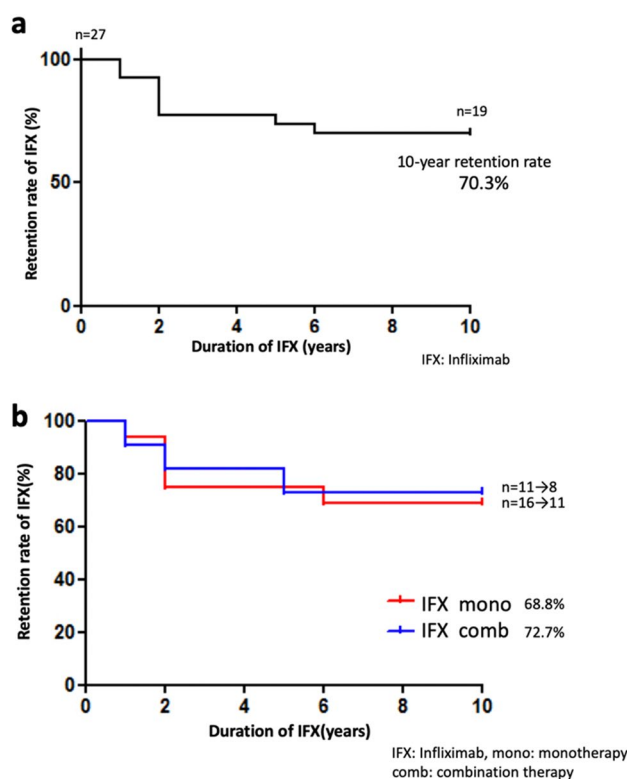 a
n=27
100
50
0
Retention rate of IFX (%)
n=19
10-year retention rate
70.3%
0 2 4 6 8 10
Duration of IFX (years)
IFX: Infliximab
b
100
80
60
40
20
0
Retention rate of IFX(%)
n=11→8
n=16→11
IFX mono 68.8%
IFX comb 72.7%
0 2 4 6 8 10
Duration of IFX(years)
IFX: Infliximab, mono: monotherapy
comb: combination therapy